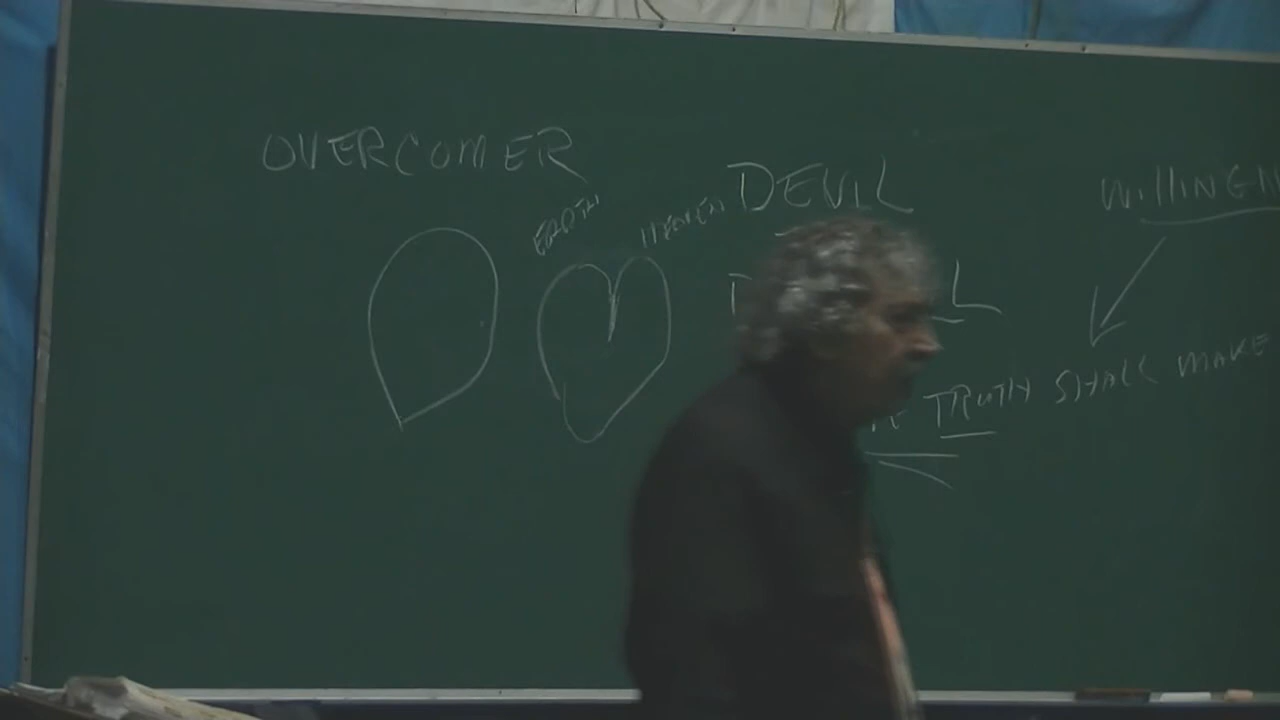 OVERCOMER
EARTH HEAVEN
DEVIL
WILLING
TRUTH SHALL MAKE